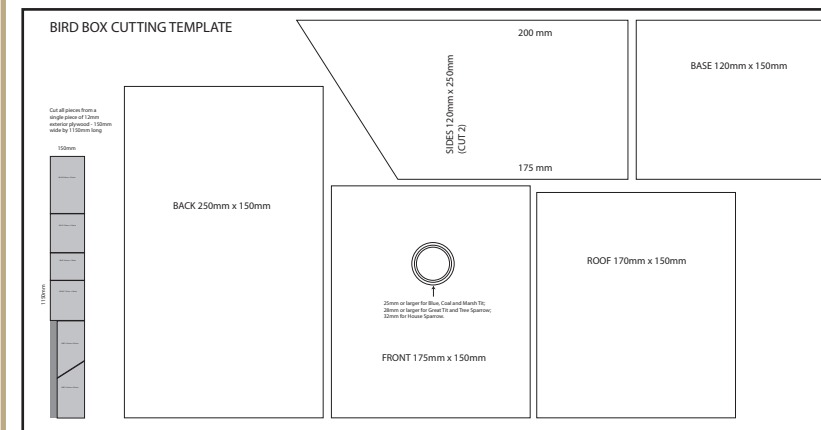 BIRD BOX CUTTING TEMPLATE
200 mm
BASE 120mm x 150mm
SIDES 120mm x 250mm
(CUT 2)
175 mm
Cut all pieces from a
single piece of 12mm
exterior plywood - 150mm
wide by 1150mm long
150mm
1150mm
BACK 250mm x 150mm
ROOF 170mm x 150mm
25mm or larger for Blue, Coal and Marsh Tit;
28mm or larger for Great Tit and Tree Sparrow;
32mm for House Sparrow.
FRONT 175mm x 150mm